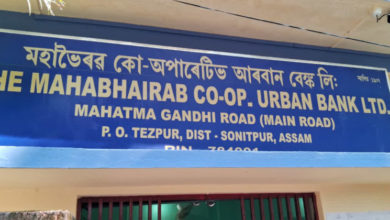 মহাভৈৰৱ কো-অপাৰেটিভ আৰবান বেঙ্ক লি:
HE MAHABHAIRAB CO-OP. URBAN BANK LTD.
MAHATMA GANDHI ROAD (MAIN ROAD)
P. O. TEZPUR, DIST - SONITPUR, ASSAM
PIN - 784001